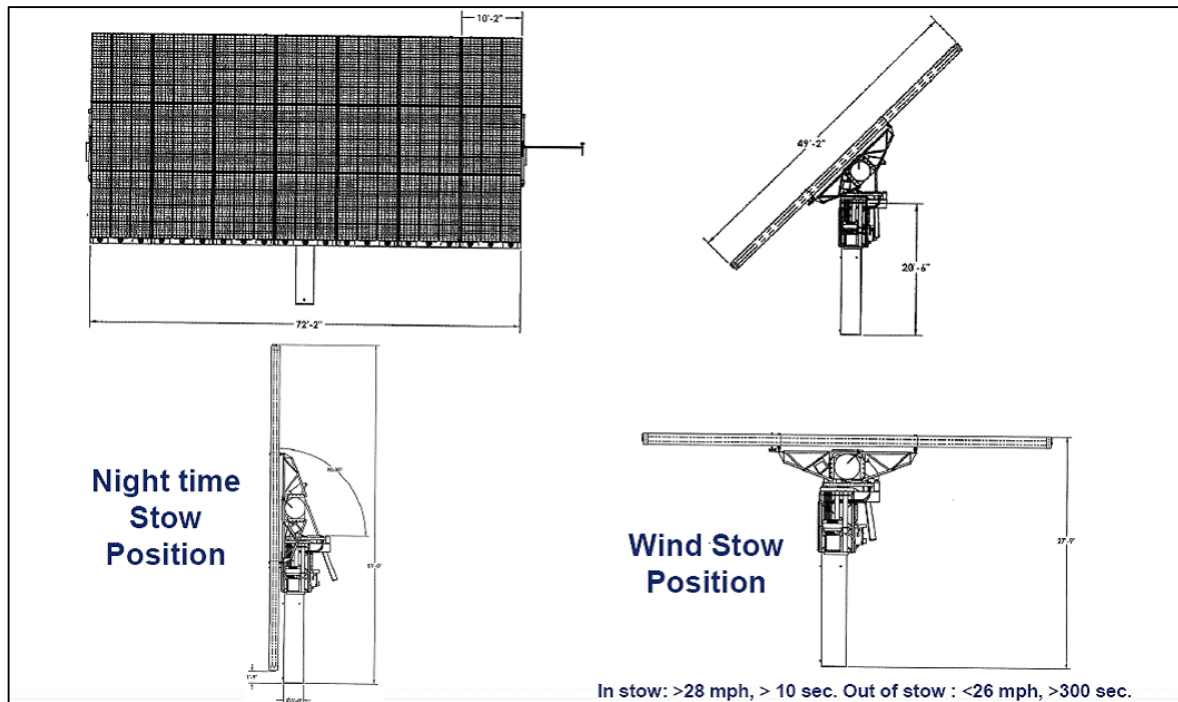 10'-2"
49'-2"
20'-6"
72'-2"
Night time
Stow
Position
Wind Stow
Position
27'-9"
In stow: >28 mph, > 10 sec. Out of stow : <26 mph, >300 sec.